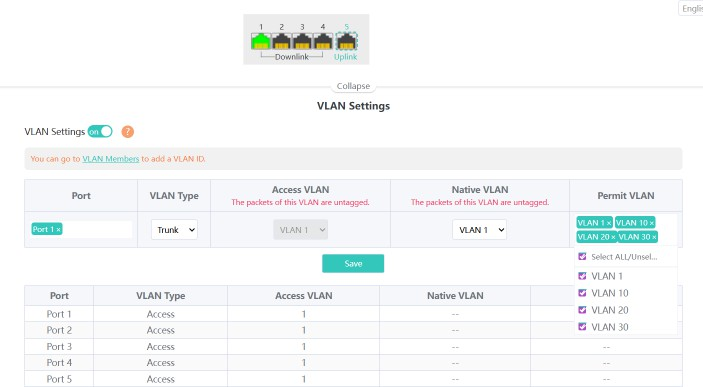 Englis
1 2 3 4 5
Downlink Uplink
Collapse
VLAN Settings
VLAN Settings on ?
You can go to VLAN Members to add a VLAN ID.
Port VLAN Type Access VLAN Native VLAN Permit VLAN
The packets of this VLAN are untagged. The packets of this VLAN are untagged.
Port 1 × Trunk VLAN 1 VLAN 1 VLAN 1 × VLAN 10 ×
VLAN 20 × VLAN 30 ×
Save
Select ALL/Unsel...
VLAN 1
VLAN 10
VLAN 20
VLAN 30
Port VLAN Type Access VLAN Native VLAN
Port 1 Access 1 --
Port 2 Access 1 --
Port 3 Access 1 -- --
Port 4 Access 1 -- --
Port 5 Access 1 -- --